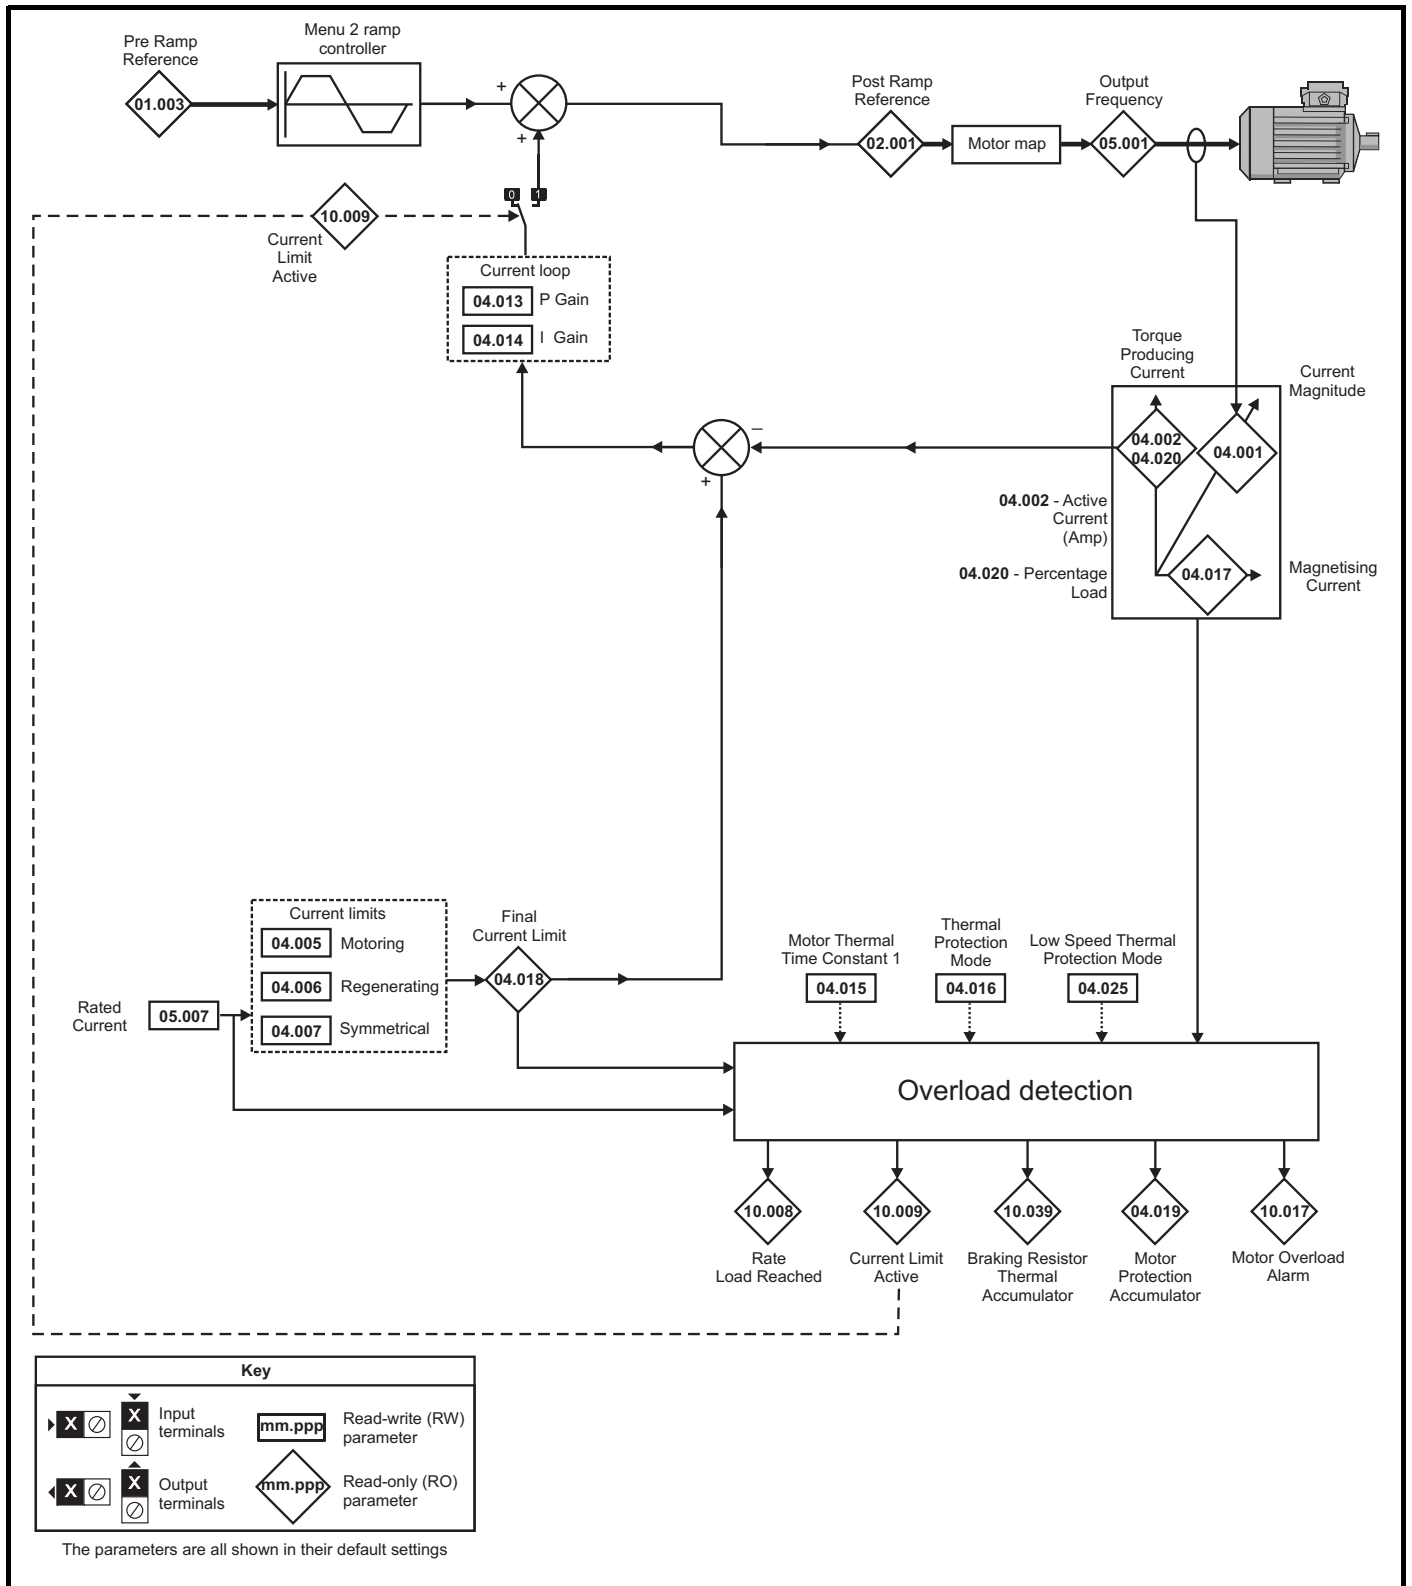 Pre Ramp
Reference
01.003
Menu 2 ramp
controller
+
+
Post Ramp
Reference
02.001
Motor map
Output
Frequency
05.001
0 1
10.009
Current
Limit
Active
Current loop
04.013 P Gain
04.014 I Gain
Torque
Producing
Current
Current
Magnitude
04.002
04.020
04.001
–
+
04.002 - Active
Current
(Amp)
04.020 - Percentage
Load
04.017
Magnetising
Current
Current limits
04.005 Motoring
04.006 Regenerating
04.007 Symmetrical
Rated
Current
05.007
Final
Current Limit
04.018
Motor Thermal
Time Constant 1
04.015
Thermal
Protection
Mode
04.016
Low Speed Thermal
Protection Mode
04.025
Overload detection
10.008
Rate
Load Reached
10.009
Current Limit
Active
10.039
Braking Resistor
Thermal
Accumulator
04.019
Motor
Protection
Accumulator
10.017
Motor Overload
Alarm
Key
X
X
Input
terminals
mm.ppp
Read-write (RW)
parameter
X
X
Output
terminals
mm.ppp
Read-only (RO)
parameter
The parameters are all shown in their default settings